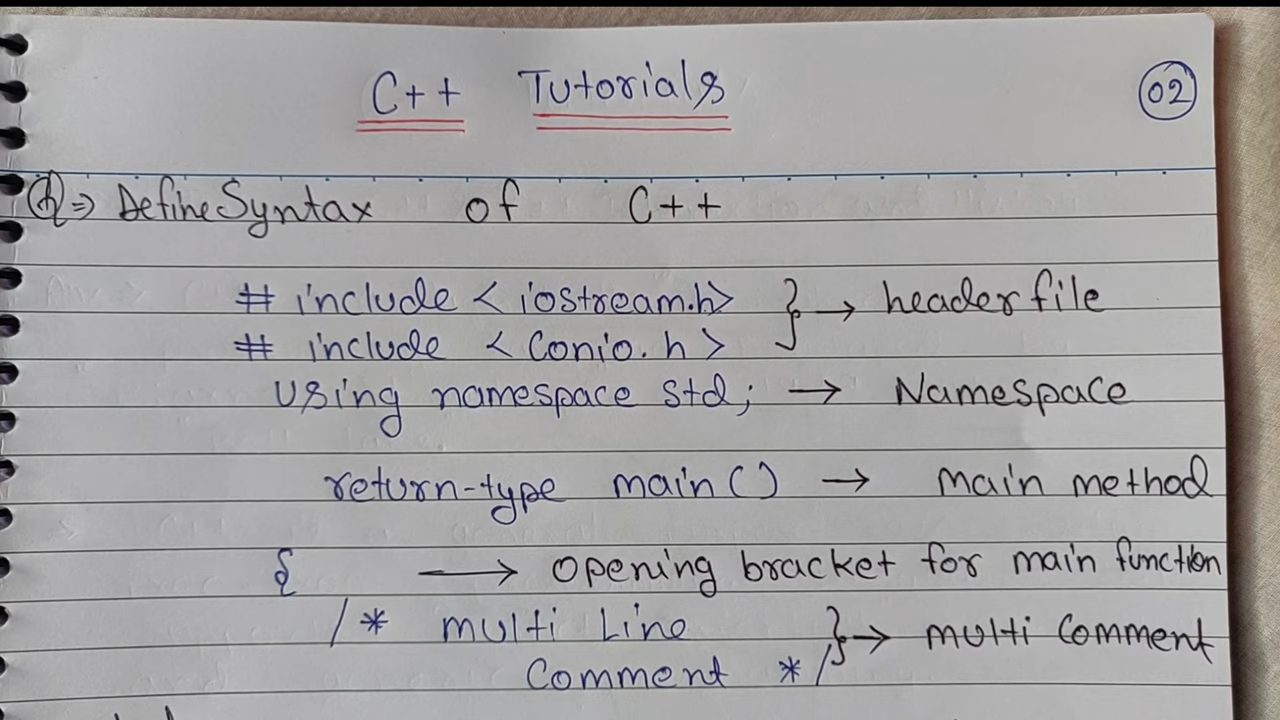 C++ Tutorials
02
Q⇒ Define Syntax of C++
# include <iostream.h> } → header file
# include <Conio.h>
Using namespace std; → Namespace
return-type main() → main method
{ → opening bracket for main function
/* multi Line } → multi Comment
Comment */